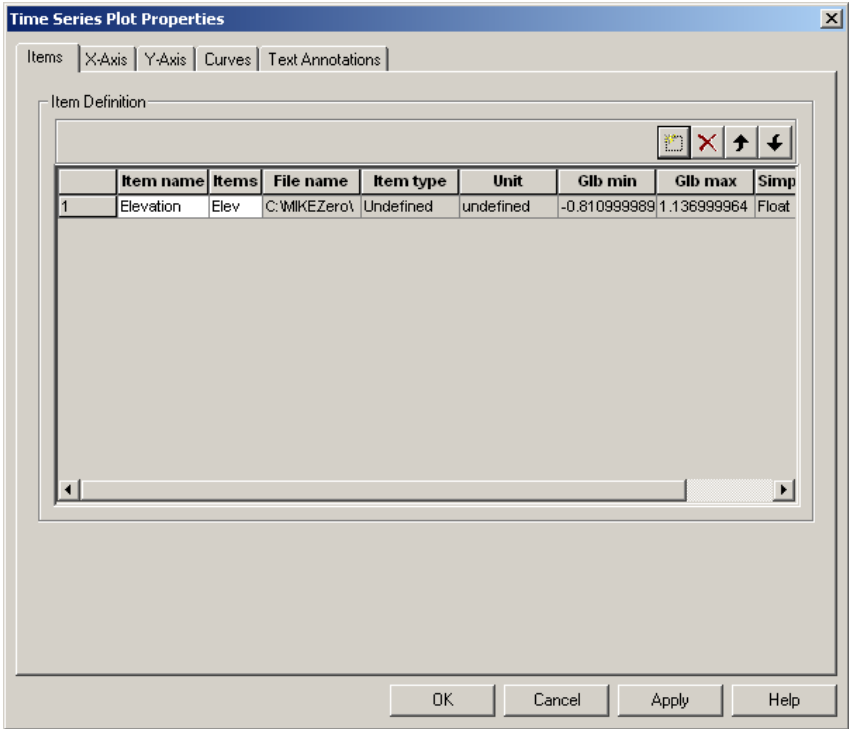 Time Series Plot Properties
Items X-Axis Y-Axis Curves Text Annotations
Item Definition
Item name Items File name Item type Unit Glb min Glb max Simp
1 Elevation Elev C:\MIKEZero\ Undefined undefined -0.810999989 1.136999964 Float
OK Cancel Apply Help